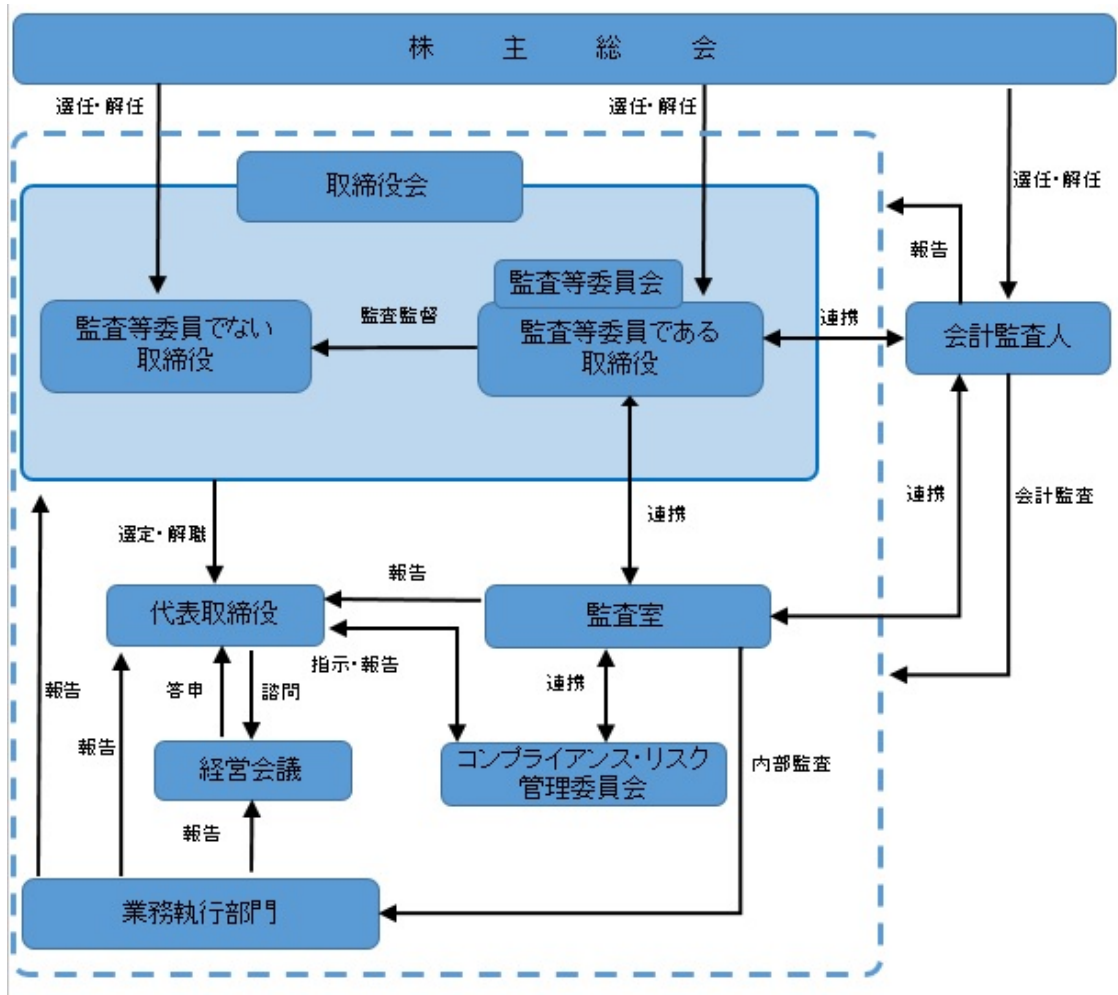 株主総会
選任・解任
選任・解任
選任・解任
取締役会
報告
監査等委員会
監査等委員でない
取締役
監査監督
監査等委員である
取締役
連携
会計監査人
選定・解職
連携
連携
会計監査
報告
代表取締役
監査室
指示・報告
報告
報告
答申
諮問
連携
経営会議
コンプライアンス・リスク
管理委員会
内部監査
報告
業務執行部門